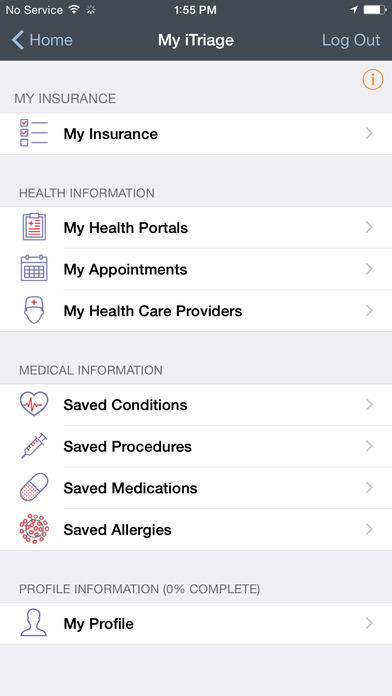 No Service 1:55 PM
Home My iTriage Log Out
MY INSURANCE
My Insurance
HEALTH INFORMATION
My Health Portals
My Appointments
My Health Care Providers
MEDICAL INFORMATION
Saved Conditions
Saved Procedures
Saved Medications
Saved Allergies
PROFILE INFORMATION (0% COMPLETE)
My Profile